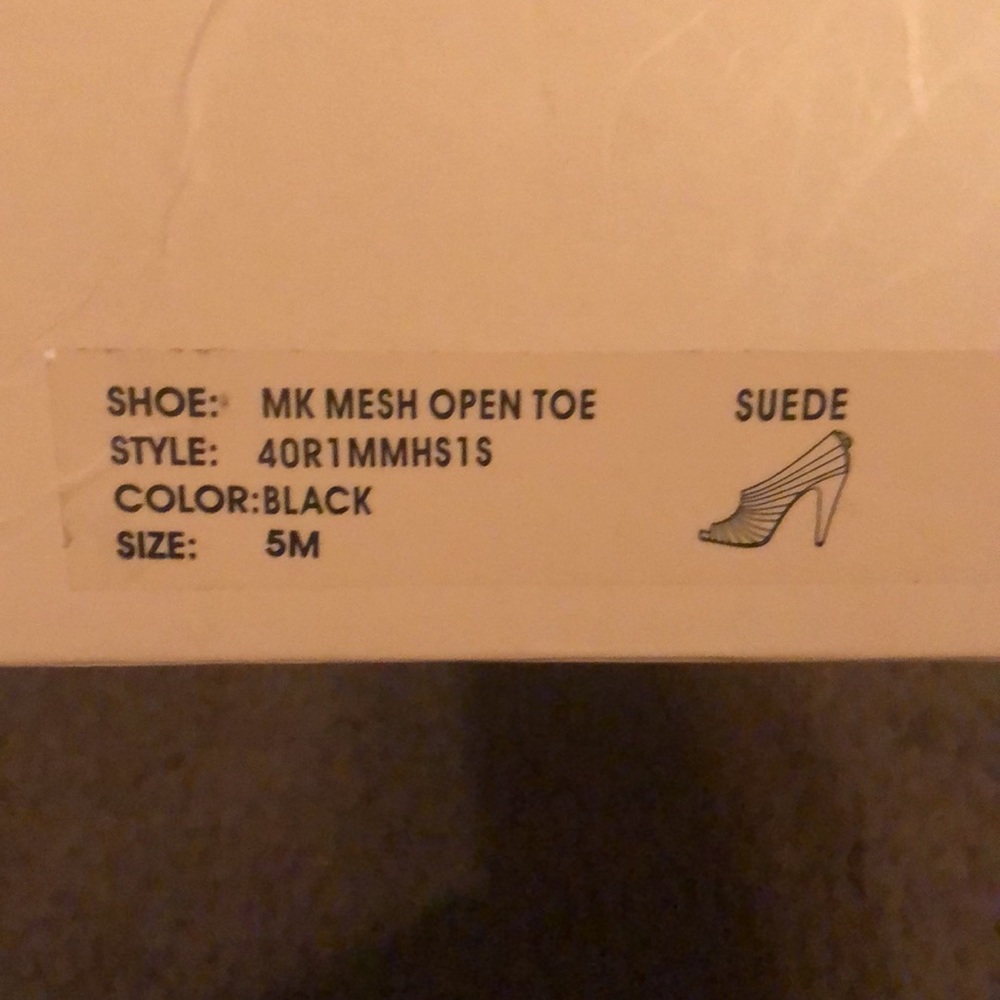 SHOE: MK MESH OPEN TOE SUEDE
STYLE: 40R1MMHS1S
COLOR:BLACK
SIZE: 5M